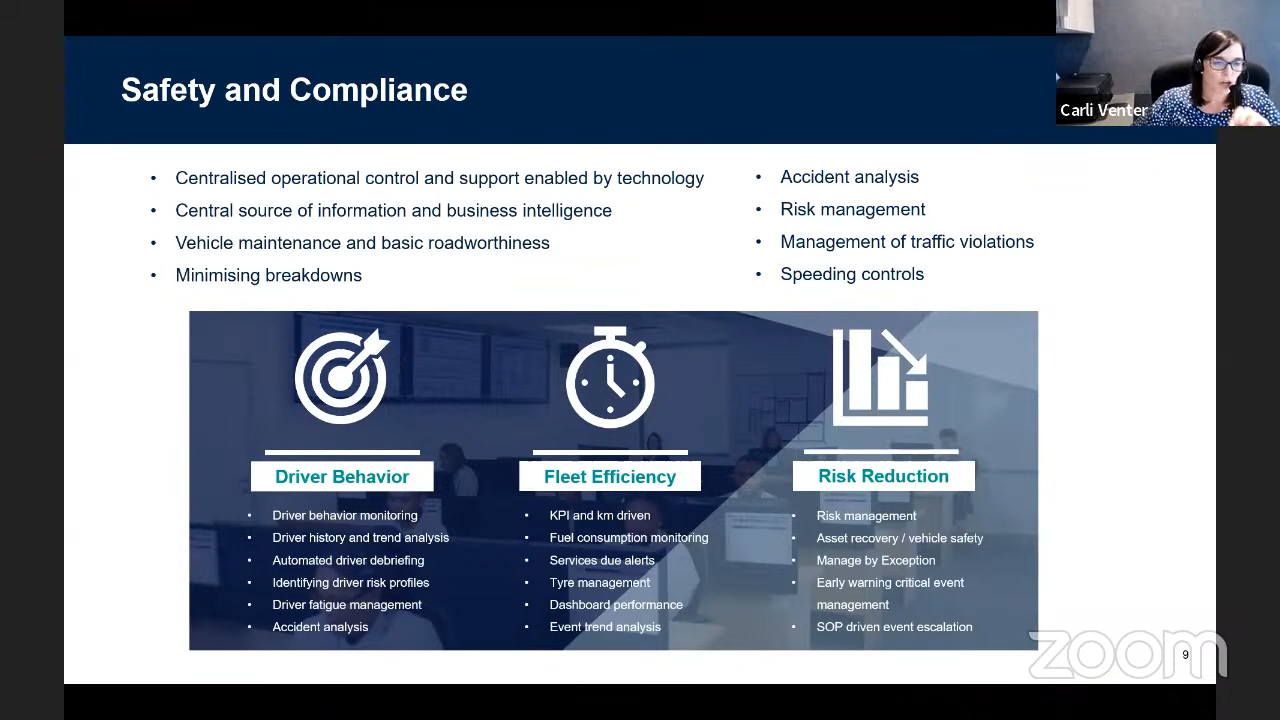 Safety and Compliance
Carli Venter
• Centralised operational control and support enabled by technology
• Central source of information and business intelligence
• Vehicle maintenance and basic roadworthiness
• Minimising breakdowns
• Accident analysis
• Risk management
• Management of traffic violations
• Speeding controls
Driver Behavior
• Driver behavior monitoring
• Driver history and trend analysis
• Automated driver debriefing
• Identifying driver risk profiles
• Driver fatigue management
• Accident analysis
Fleet Efficiency
• KPI and km driven
• Fuel consumption monitoring
• Services due alerts
• Tyre management
• Dashboard performance
• Event trend analysis
Risk Reduction
• Risk management
• Asset recovery / vehicle safety
• Manage by Exception
• Early warning critical event
management
• SOP driven event escalation
zoom
9